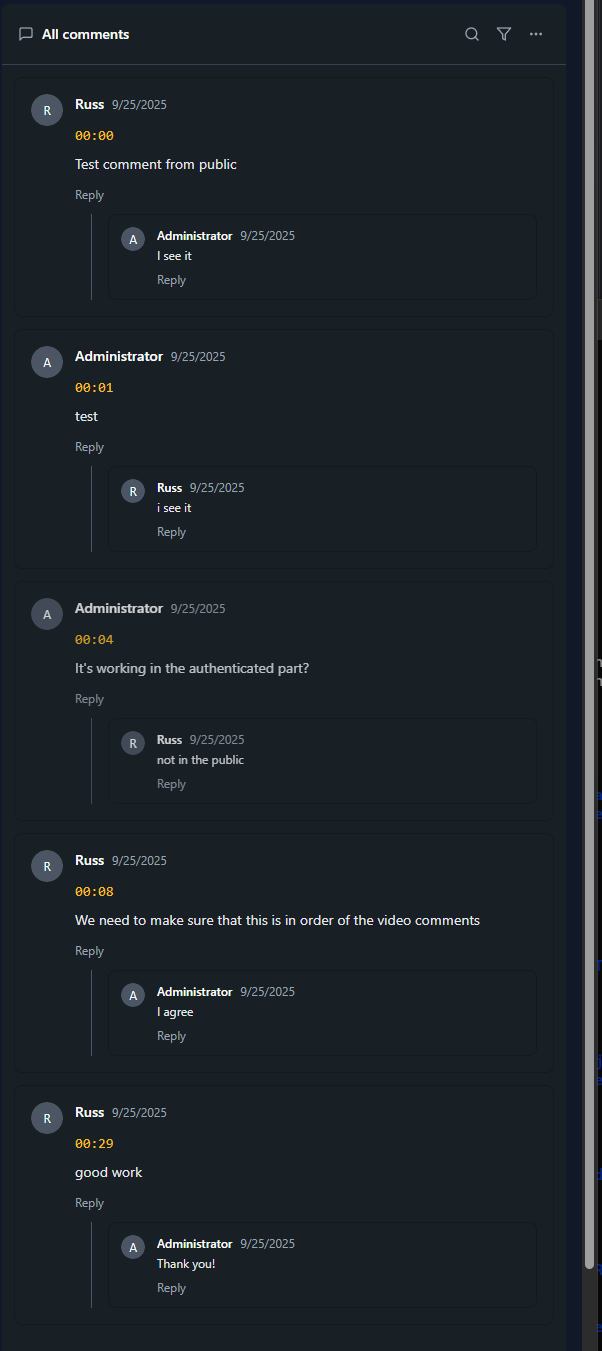 All comments
R
Russ 9/25/2025
00:00
Test comment from public
Reply
A
Administrator 9/25/2025
I see it
Reply
A
Administrator 9/25/2025
00:01
test
Reply
R
Russ 9/25/2025
i see it
Reply
A
Administrator 9/25/2025
00:04
It's working in the authenticated part?
Reply
R
Russ 9/25/2025
not in the public
Reply
R
Russ 9/25/2025
00:08
We need to make sure that this is in order of the video comments
Reply
A
Administrator 9/25/2025
I agree
Reply
R
Russ 9/25/2025
00:29
good work
Reply
A
Administrator 9/25/2025
Thank you!
Reply